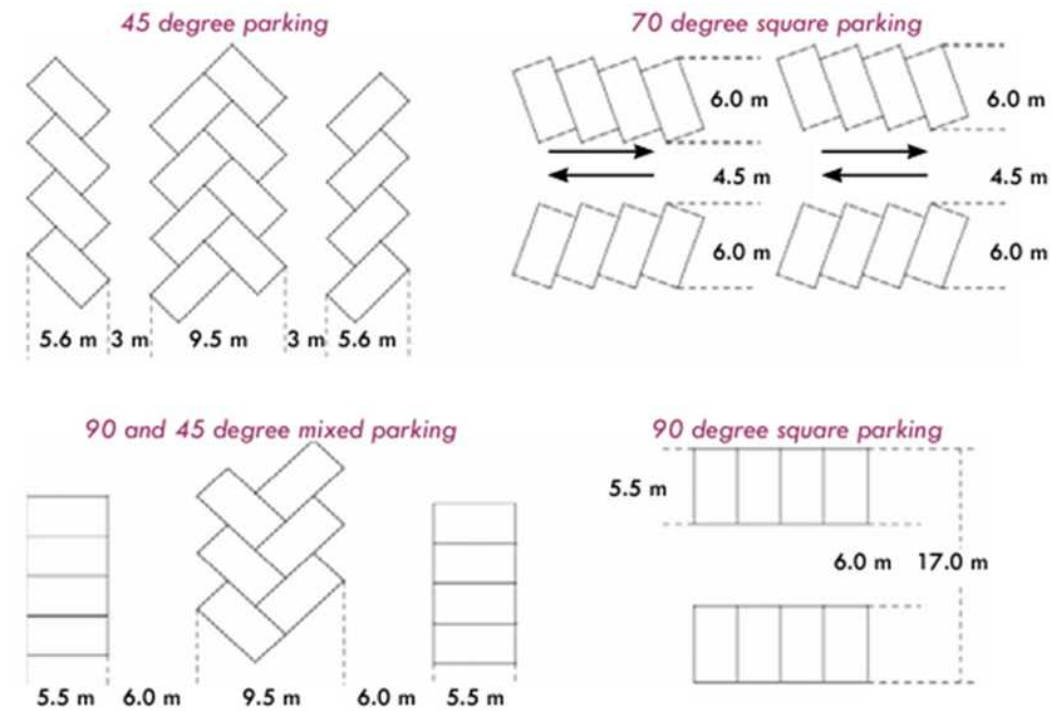 45 degree parking
5.6 m 3 m 9.5 m 3 m 5.6 m
70 degree square parking
6.0 m 6.0 m
4.5 m 4.5 m
6.0 m 6.0 m
90 and 45 degree mixed parking
5.5 m 6.0 m 9.5 m 6.0 m 5.5 m
90 degree square parking
5.5 m
6.0 m 17.0 m